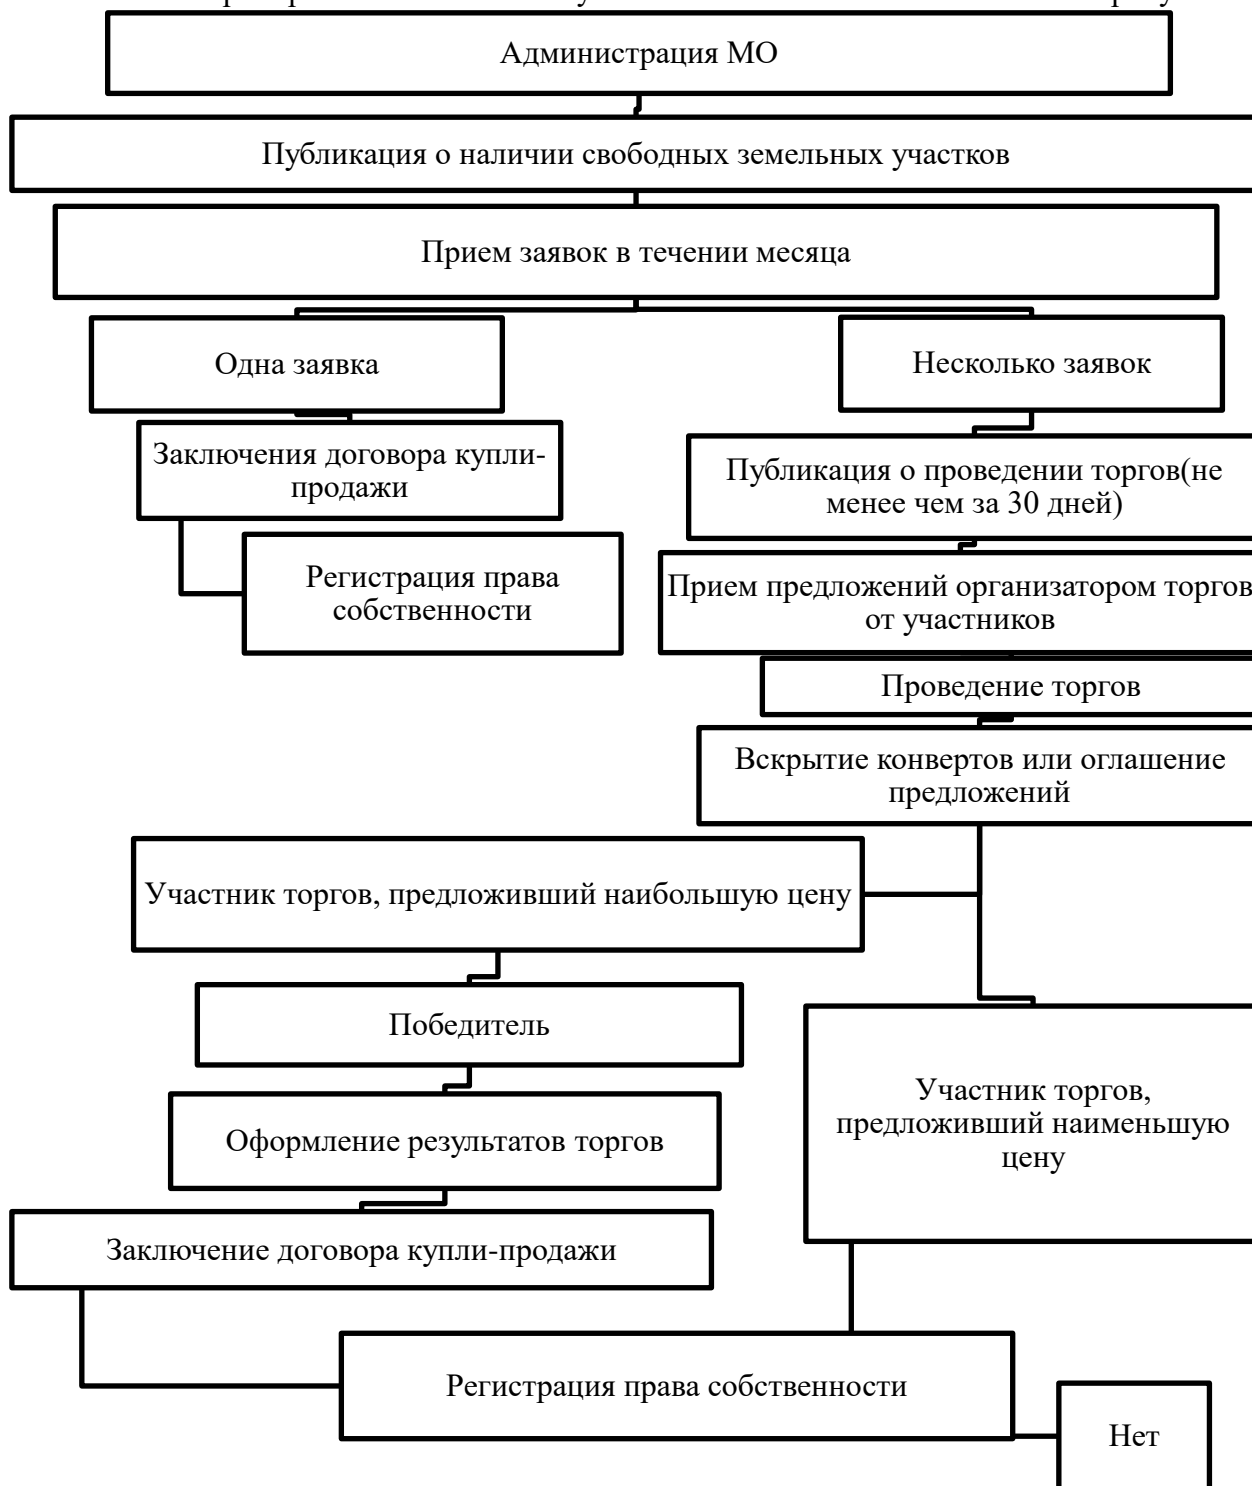 Администрация МО
Публикация о наличии свободных земельных участков
Прием заявок в течении месяца
Одна заявка
Несколько заявок
Заключения договора купли-
продажи
Публикация о проведении торгов(не
менее чем за 30 дней)
Регистрация права
собственности
Прием предложений организатором торгов
от участников
Проведение торгов
Вскрытие конвертов или оглашение
предложений
Участник торгов, предложивший наибольшую цену
Победитель
Участник торгов,
предложивший наименьшую
цену
Оформление результатов торгов
Заключение договора купли-продажи
Регистрация права собственности
Нет